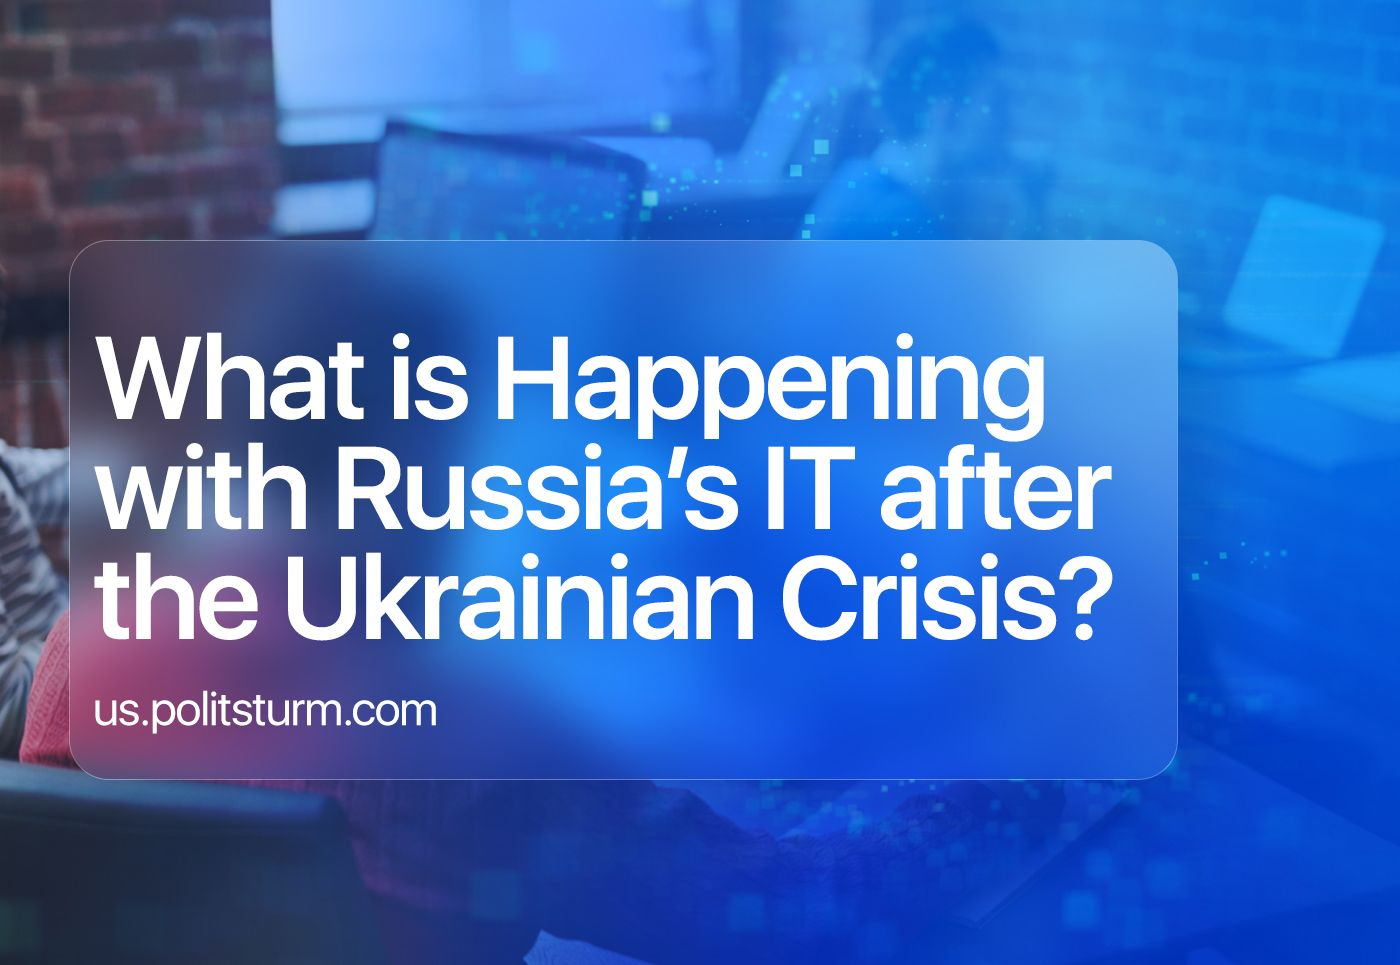 What is Happening
with Russia’s IT after
the Ukrainian Crisis?
us.politsturm.com